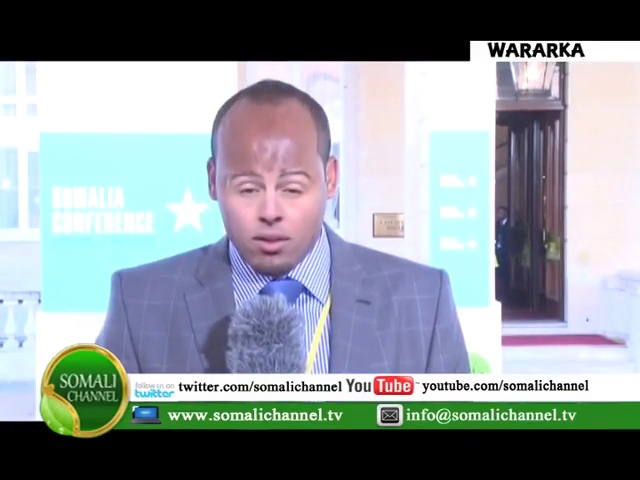 WARARKA
SOMALIA
CONFERENCE
SOMALI
CHANNEL
follow us on
twitter
twitter.com/somalichannel
YouTube
youtube.com/somalichannel
www.somalichannel.tv
info@somalichannel.tv